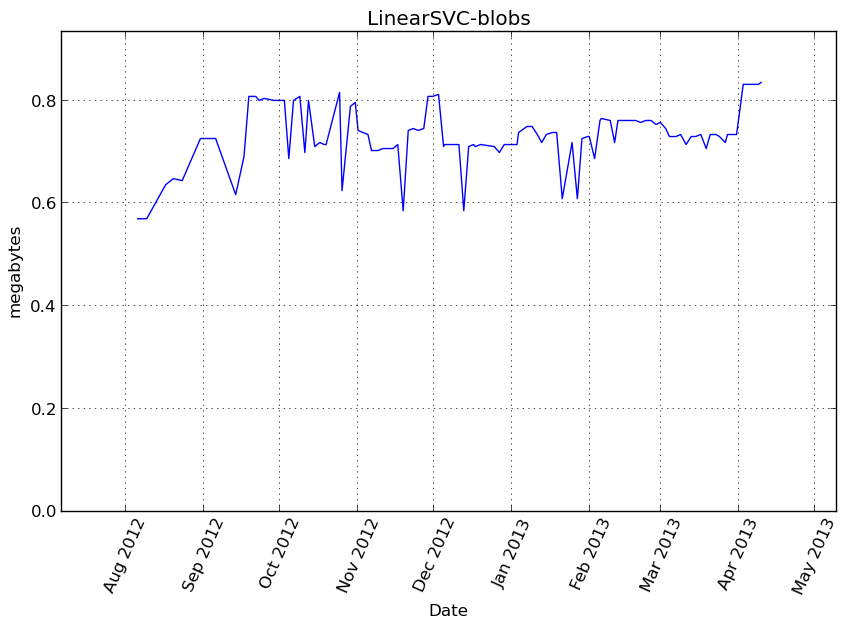 LinearSVC-blobs
megabytes
0.8
0.6
0.4
0.2
0.0
Aug 2012
Sep 2012
Oct 2012
Nov 2012
Dec 2012
Jan 2013
Feb 2013
Mar 2013
Apr 2013
May 2013
Date